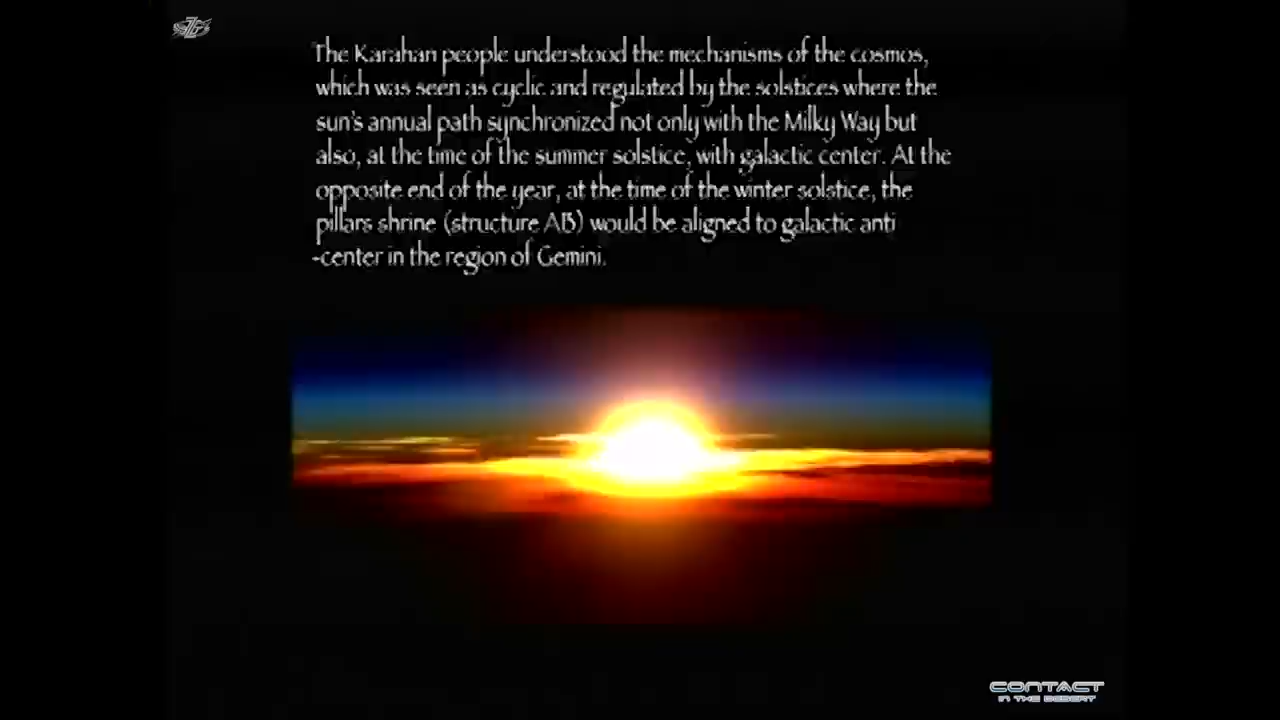 The Karahan people understood the mechanisms of the cosmos,
which was seen as cyclic and regulated by the solstices where the
sun's annual path synchronized not only with the Milky Way but
also, at the time of the summer solstice, with galactic center. At the
opposite end of the year, at the time of the winter solstice, the
pillars shrine (structure AB) would be aligned to galactic anti
-center in the region of Gemini.
CONTACT
IN THE DESERT